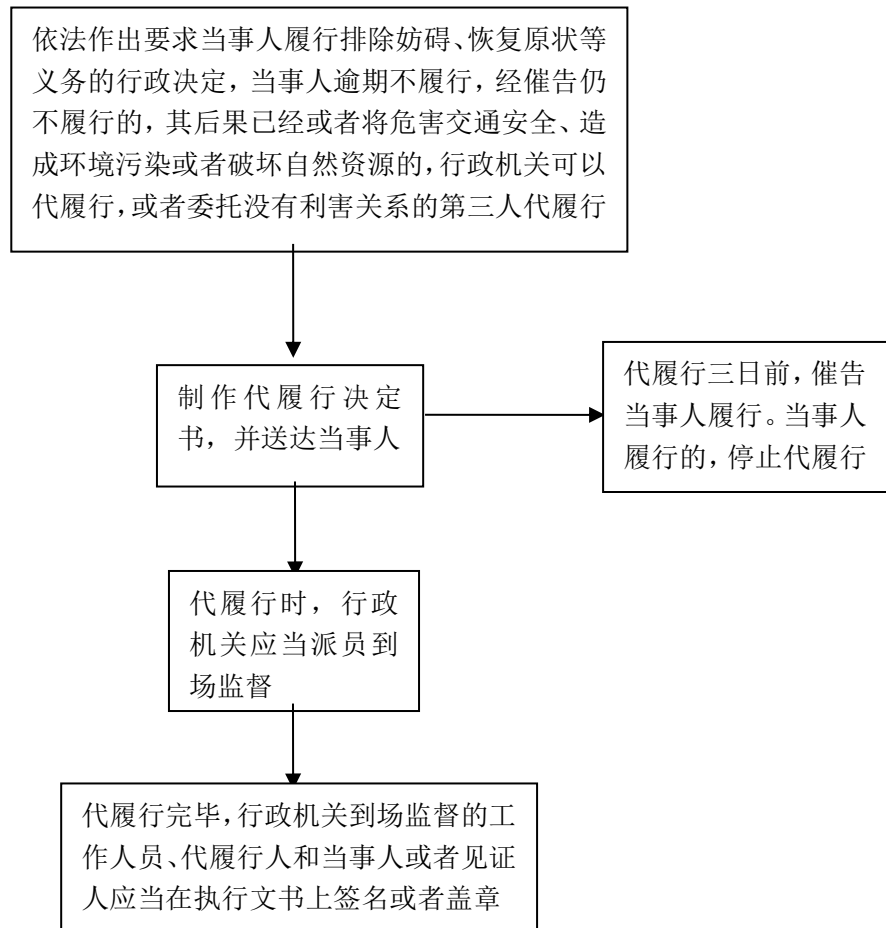 依法作出要求当事人履行排除妨碍、恢复原状等
义务的行政决定，当事人逾期不履行，经催告仍
不履行的，其后果已经或者将危害交通安全、造
成环境污染或者破坏自然资源的，行政机关可以
代履行，或者委托没有利害关系的第三人代履行
制作代履行决定
书，并送达当事人
代履行三日前，催告
当事人履行。当事人
履行的，停止代履行
代履行时，行政
机关应当派员到
场监督
代履行完毕，行政机关到场监督的工
作人员、代履行人和当事人或者见证
人应当在执行文书上签名或者盖章